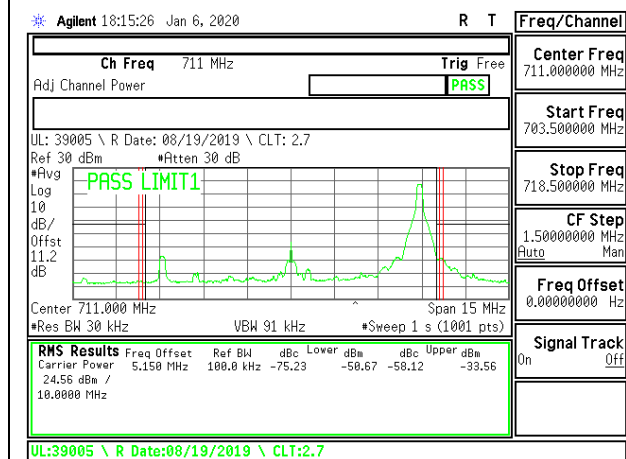 Agilent 18:15:26 Jan 6, 2020 R T
Freq/Channel
Ch Freq 711 MHz Trig Free
Adj Channel Power PASS
Center Freq
711.000000 MHz
Start Freq
703.500000 MHz
Stop Freq
718.500000 MHz
CF Step
1.50000000 MHz
Auto Man
Freq Offset
0.00000000 Hz
Signal Track
On Off
UL: 39005 \ R Date: 08/19/2019 \ CLT: 2.7
Ref 30 dBm #Atten 30 dB
#Avg
Log
10
dB/
Offst
11.2
dB
PASS LIMIT1
Center 711.000 MHz ^ Span 15 MHz
#Res BW 30 kHz VBW 91 kHz #Sweep 1 s (1001 pts)
RMS Results Freq Offset Ref BW dBc Lower dBm dBc Upper dBm
Carrier Power 5.150 MHz 100.0 kHz -75.23 -50.67 -58.12 -33.56
24.56 dBm /
10.0000 MHz
UL:39005 \ R Date:08/19/2019 \ CLT:2.7